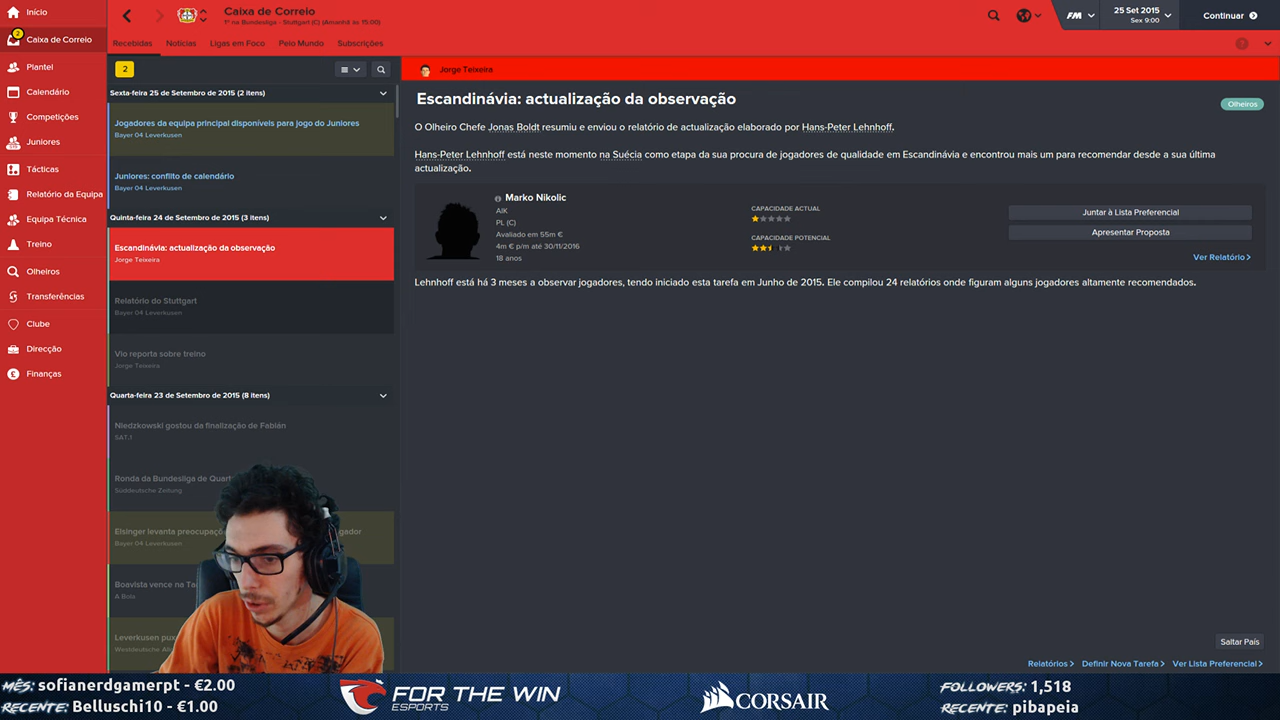 Início
Caixa de Correio
2
Plantel
Calendário
Competições
Juniores
Tácticas
Relatório da Equipa
Equipa Técnica
Treino
Olheiros
Transferências
Clube
Direcção
Finanças
Caixa de Correio
1º na Bundesliga - Stuttgart (C) (Amanhã às 15:00)
FM
25 Set 2015
Sex 9:00
Continuar
Recebidas
Notícias
Ligas em Foco
Pelo Mundo
Subscrições
2
Sexta-feira 25 de Setembro de 2015 (2 itens)
Jogadores da equipa principal disponíveis para jogo do Juniores
Bayer 04 Leverkusen
Juniores: conflito de calendário
Bayer 04 Leverkusen
Quinta-feira 24 de Setembro de 2015 (3 itens)
Escandinávia: actualização da observação
Jorge Teixeira
Relatório do Stuttgart
Bayer 04 Leverkusen
Vio reporta sobre treino
Jorge Teixeira
Quarta-feira 23 de Setembro de 2015 (8 itens)
Niedzkowski gostou da finalização de Fabián
SAT.1
Ronda da Bundesliga de Quart
Süddeutsche Zeitung
Elsinger levanta preocupaç gador
Bayer 04 Leverkusen
Boavista vence na Ta
A Bola
Leverkusen pux
Westdeutsche Allg
Jorge Teixeira
Escandinávia: actualização da observação
Olheiros
O Olheiro Chefe Jonas Boldt resumiu e enviou o relatório de actualização elaborado por Hans-Peter Lehnhoff.
Hans-Peter Lehnhoff está neste momento na Suécia como etapa da sua procura de jogadores de qualidade em Escandinávia e encontrou mais um para recomendar desde a sua última
actualização.
Marko Nikolic
AIK
PL (C)
Avaliado em 55m €
4m € p/m até 30/11/2016
18 anos
CAPACIDADE ACTUAL
CAPACIDADE POTENCIAL
Juntar à Lista Preferencial
Apresentar Proposta
Ver Relatório
Lehnhoff está há 3 meses a observar jogadores, tendo iniciado esta tarefa em Junho de 2015. Ele compilou 24 relatórios onde figuram alguns jogadores altamente recomendados.
Saltar País
Relatórios
Definir Nova Tarefa
Ver Lista Preferencial
MÊS: sofianerdgamerpt - €2.00
RECENTE: Belluschi10 - €1.00
FOR THE WIN
ESPORTS
CORSAIR
FOLLOWERS: 1,518
RECENTE: pibapeia